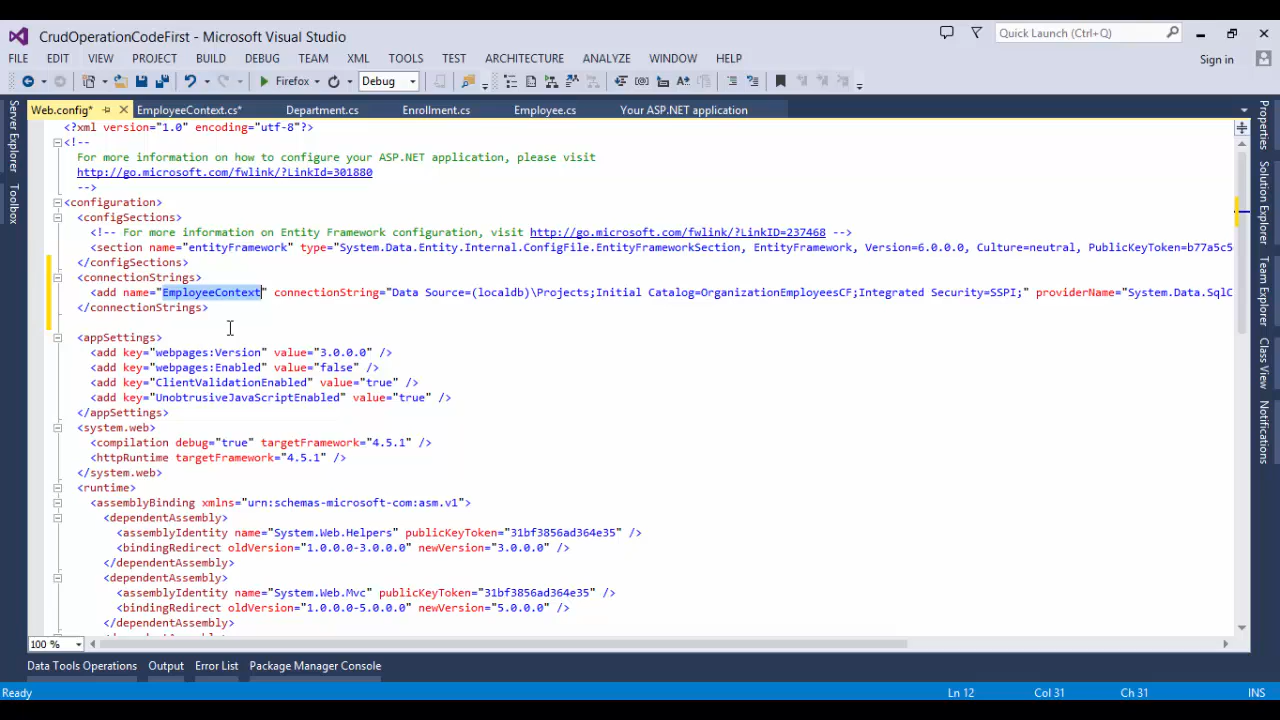 CrudOperationCodeFirst - Microsoft Visual Studio
Quick Launch (Ctrl+Q)
FILE EDIT VIEW PROJECT BUILD DEBUG TEAM XML TOOLS TEST ARCHITECTURE ANALYZE WINDOW HELP
Sign in
Firefox
Debug
Web.config* EmployeeContext.cs* Department.cs Enrollment.cs Employee.cs Your ASP.NET application
Server Explorer
Toolbox
<?xml version="1.0" encoding="utf-8"?>
<!--
For more information on how to configure your ASP.NET application, please visit
http://go.microsoft.com/fwlink/?LinkId=301880
-->
<configuration>
<configSections>
<!-- For more information on Entity Framework configuration, visit http://go.microsoft.com/fwlink/?LinkID=237468 -->
<section name="entityFramework" type="System.Data.Entity.Internal.ConfigFile.EntityFrameworkSection, EntityFramework, Version=6.0.0.0, Culture=neutral, PublicKeyToken=b77a5c5
</configSections>
<connectionStrings>
<add name="EmployeeContext" connectionString="Data Source=(localdb)\Projects;Initial Catalog=OrganizationEmployeesCF;Integrated Security=SSPI;" providerName="System.Data.SqlC
</connectionStrings>
<appSettings>
<add key="webpages:Version" value="3.0.0.0" />
<add key="webpages:Enabled" value="false" />
<add key="ClientValidationEnabled" value="true" />
<add key="UnobtrusiveJavaScriptEnabled" value="true" />
</appSettings>
<system.web>
<compilation debug="true" targetFramework="4.5.1" />
<httpRuntime targetFramework="4.5.1" />
</system.web>
<runtime>
<assemblyBinding xmlns="urn:schemas-microsoft-com:asm.v1">
<dependentAssembly>
<assemblyIdentity name="System.Web.Helpers" publicKeyToken="31bf3856ad364e35" />
<bindingRedirect oldVersion="1.0.0.0-3.0.0.0" newVersion="3.0.0.0" />
</dependentAssembly>
<dependentAssembly>
<assemblyIdentity name="System.Web.Mvc" publicKeyToken="31bf3856ad364e35" />
<bindingRedirect oldVersion="1.0.0.0-5.0.0.0" newVersion="5.0.0.0" />
</dependentAssembly>
Properties
Solution Explorer
Team Explorer
Class View
Notifications
100 %
Data Tools Operations Output Error List Package Manager Console
Ready Ln 12 Col 31 Ch 31 INS